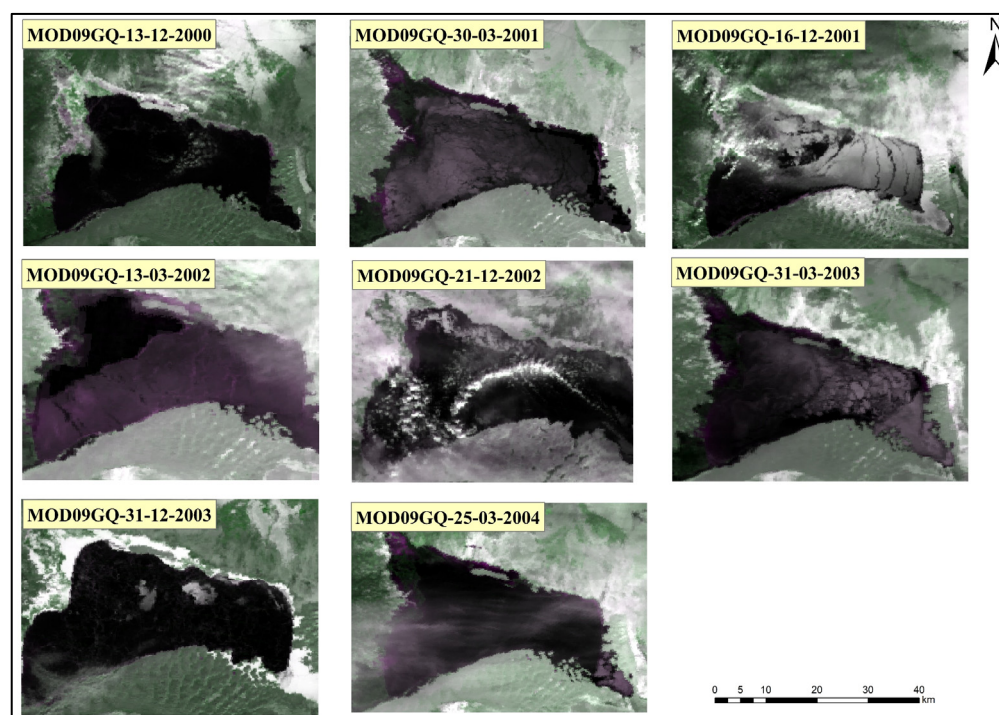 MOD09GQ-13-12-2000
MOD09GQ-30-03-2001
MOD09GQ-16-12-2001
N
MOD09GQ-13-03-2002
MOD09GQ-21-12-2002
MOD09GQ-31-03-2003
MOD09GQ-31-12-2003
MOD09GQ-25-03-2004
0 5 10 20 30 40
km